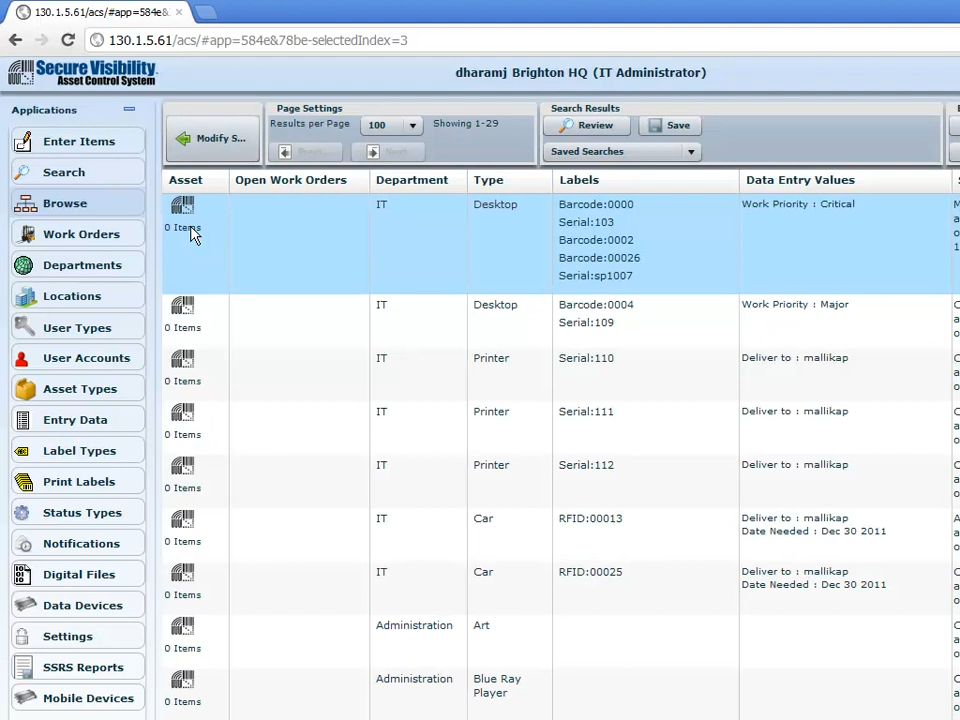 130.1.5.61/acs/#app=584e&
130.1.5.61/acs/#app=584e&78be-selectedIndex=3
Secure Visibility
Asset Control System
dharamj Brighton HQ (IT Administrator)
Applications
Enter Items
Search
Browse
Work Orders
Departments
Locations
User Types
User Accounts
Asset Types
Entry Data
Label Types
Print Labels
Status Types
Notifications
Digital Files
Data Devices
Settings
SSRS Reports
Mobile Devices
Modify S...
Page Settings
Results per Page 100 Showing 1-29
Search Results
Review Save
Saved Searches
Asset Open Work Orders Department Type Labels Data Entry Values
0 Items IT Desktop Barcode:0000 Work Priority : Critical
Serial:103
Barcode:0002
Barcode:00026
Serial:sp1007
0 Items IT Desktop Barcode:0004 Work Priority : Major
Serial:109
0 Items IT Printer Serial:110 Deliver to : mallikap
0 Items IT Printer Serial:111 Deliver to : mallikap
0 Items IT Printer Serial:112 Deliver to : mallikap
0 Items IT Car RFID:00013 Deliver to : mallikap
Date Needed : Dec 30 2011
0 Items IT Car RFID:00025 Deliver to : mallikap
Date Needed : Dec 30 2011
0 Items Administration Art
0 Items Administration Blue Ray
Player